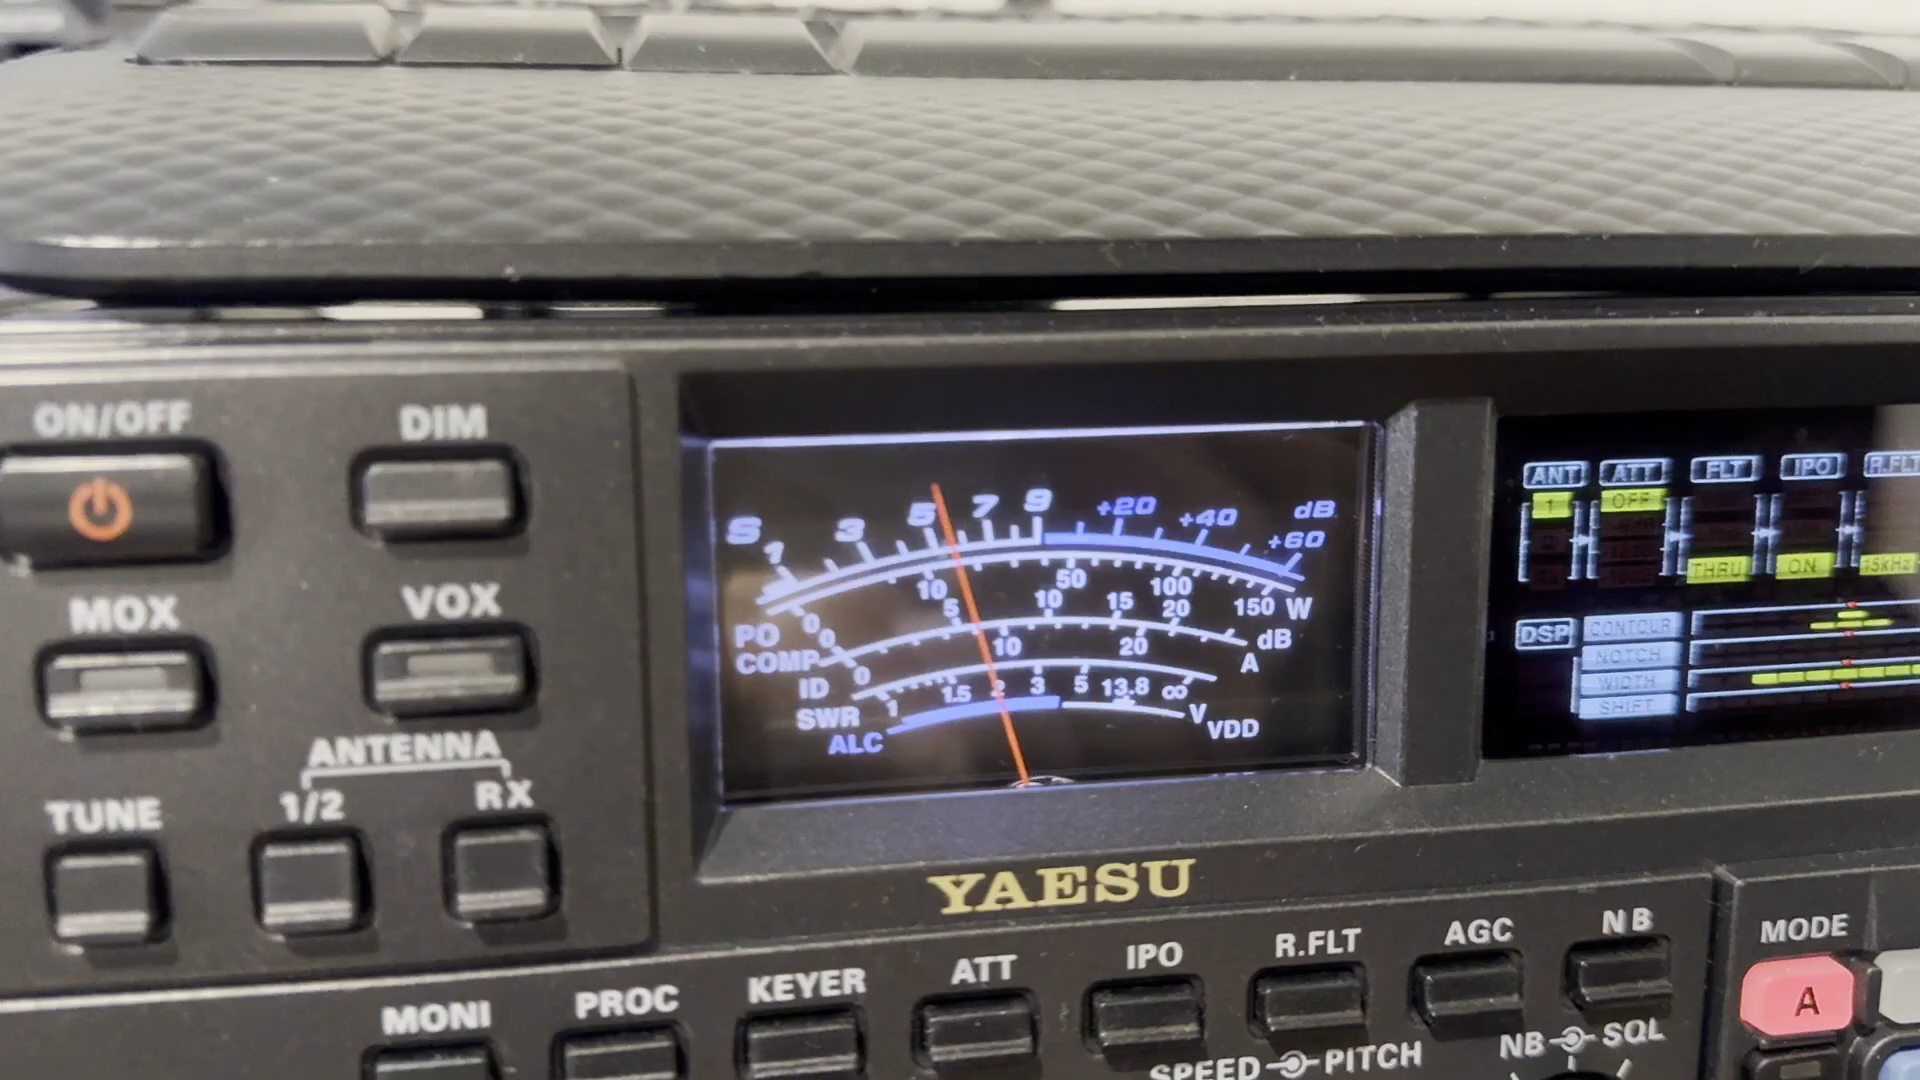 ON/OFF DIM
MOX VOX
ANTENNA
TUNE 1/2 RX
S 1 3 5 7 9 +20 +40 +60 dB
PO 0 10 50 100 150 W
COMP 0 5 10 15 20 dB
ID 0 10 20 A
SWR 1 1.5 2 3 5 ∞
ALC 13.8 V VDD
YAESU
ANT ATT FLT IPO R.FLT
1 OFF
THRU ON 15kHz
DSP CONTOUR
NOTCH
WIDTH
SHIFT
MONI PROC KEYER ATT IPO R.FLT AGC NB
MODE
A
SPEED PITCH NB SQL